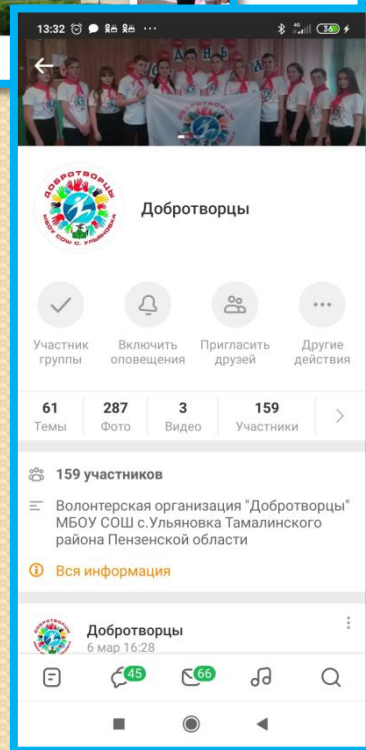 13:32
4G
36
ДЕНЬ
ДОБРОТВОРЦЫ
МБОУ СОШ С. УЛЬЯНОВКА
Добротворцы
Участник группы
Включить оповещения
Пригласить друзей
Другие действия
61
Темы
287
Фото
3
Видео
159
Участники
159 участников
Волонтерская организация "Добротворцы"
МБОУ СОШ с.Ульяновка Тамалинского
района Пензенской области
Вся информация
Добротворцы
6 мар 16:28
45
66